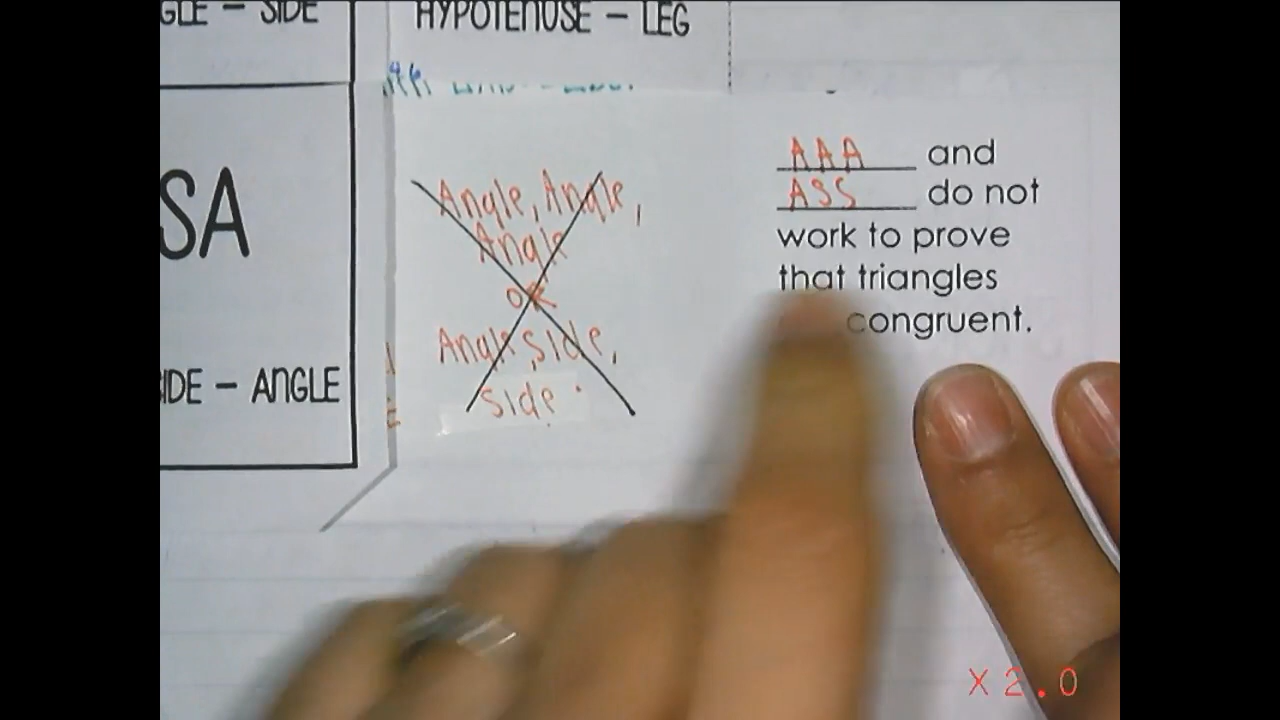 GLE – SIDE
HYPOTENUSE – LEG
SA
IDE – ANGLE
Angle, Angle,
Angle
OR
Angle, side,
side.
AAA and
ASS do not
work to prove
that triangles
congruent.
X2.0